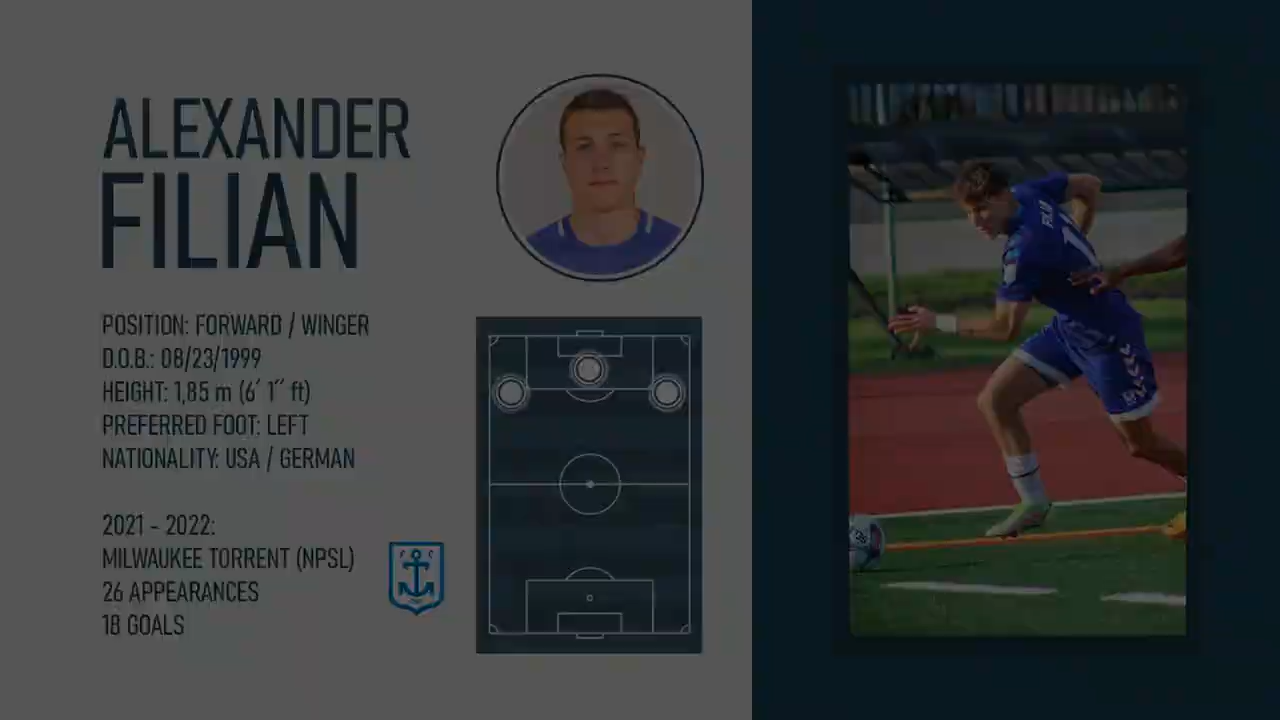 ALEXANDER
FILIAN
POSITION: FORWARD / WINGER
D.O.B.: 08/23/1999
HEIGHT: 1,85 m (6´ 1´´ ft)
PREFERRED FOOT: LEFT
NATIONALITY: USA / GERMAN
2021 - 2022:
MILWAUKEE TORRENT (NPSL)
26 APPEARANCES
18 GOALS